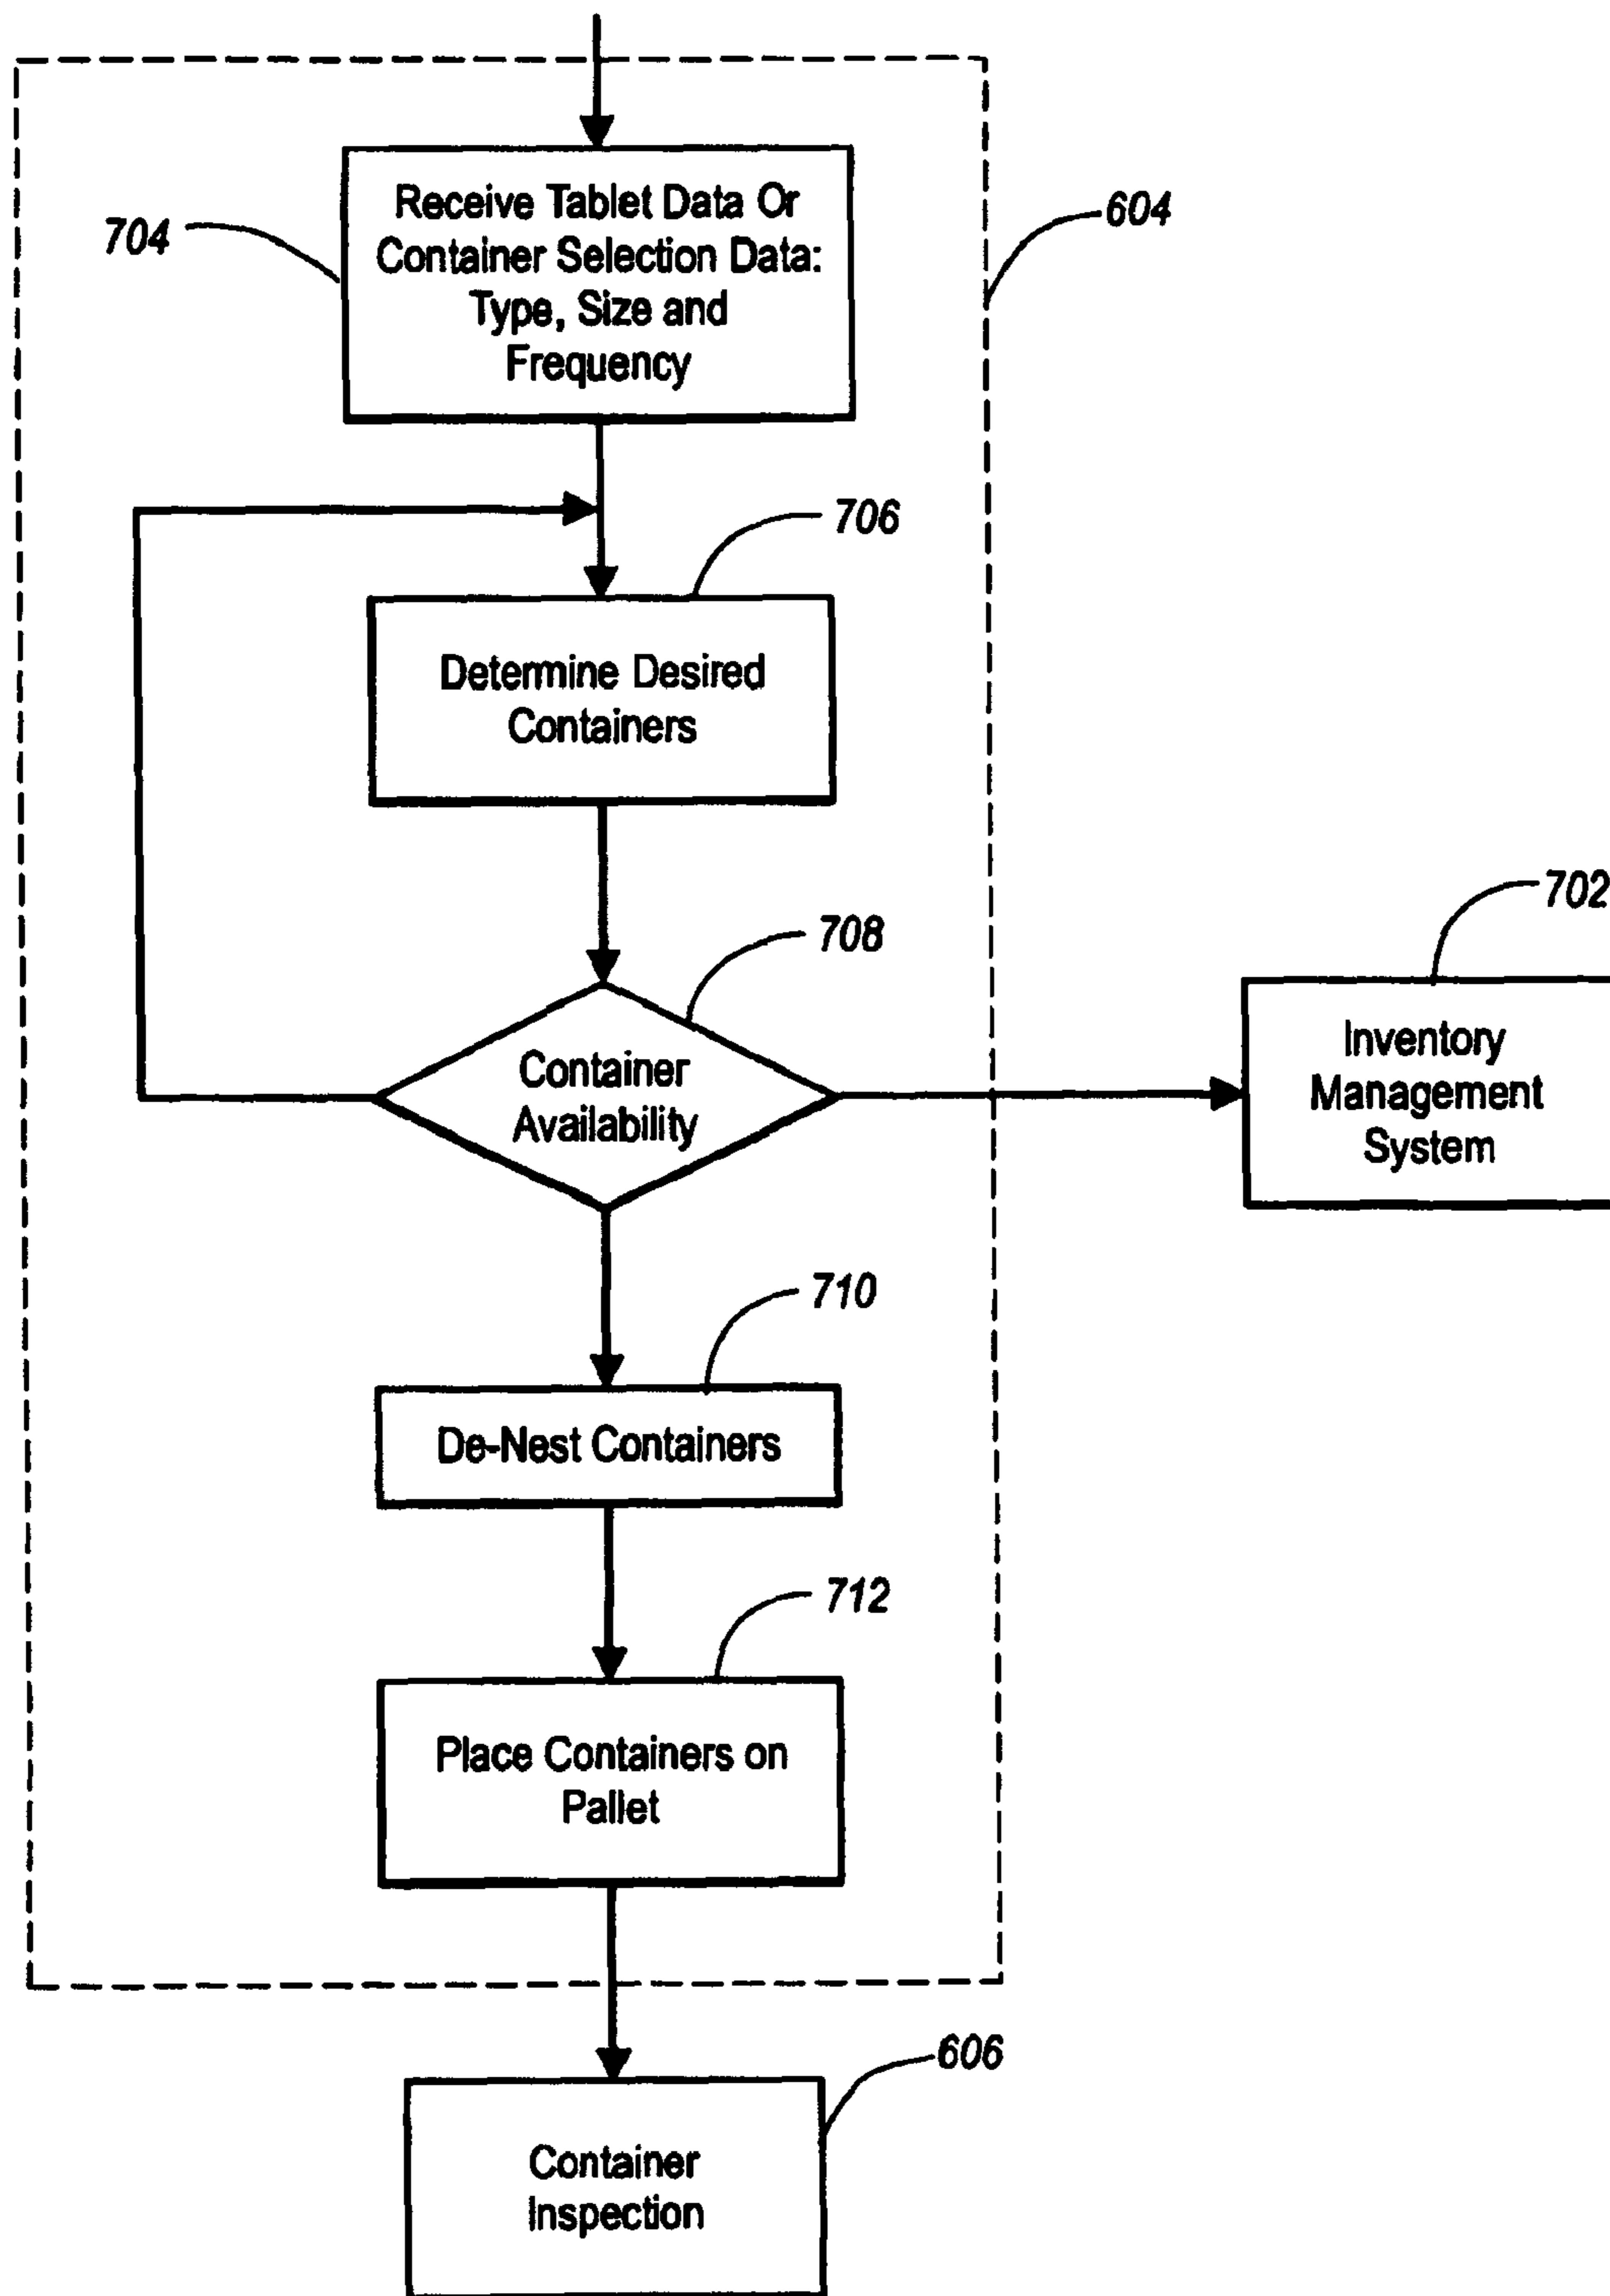 704
Receive Tablet Data Or
Container Selection Data:
Type, Size and
Frequency
604
706
Determine Desired
Containers
708
Container
Availability
702
Inventory
Management
System
710
De-Nest Containers
712
Place Containers on
Pallet
606
Container
Inspection